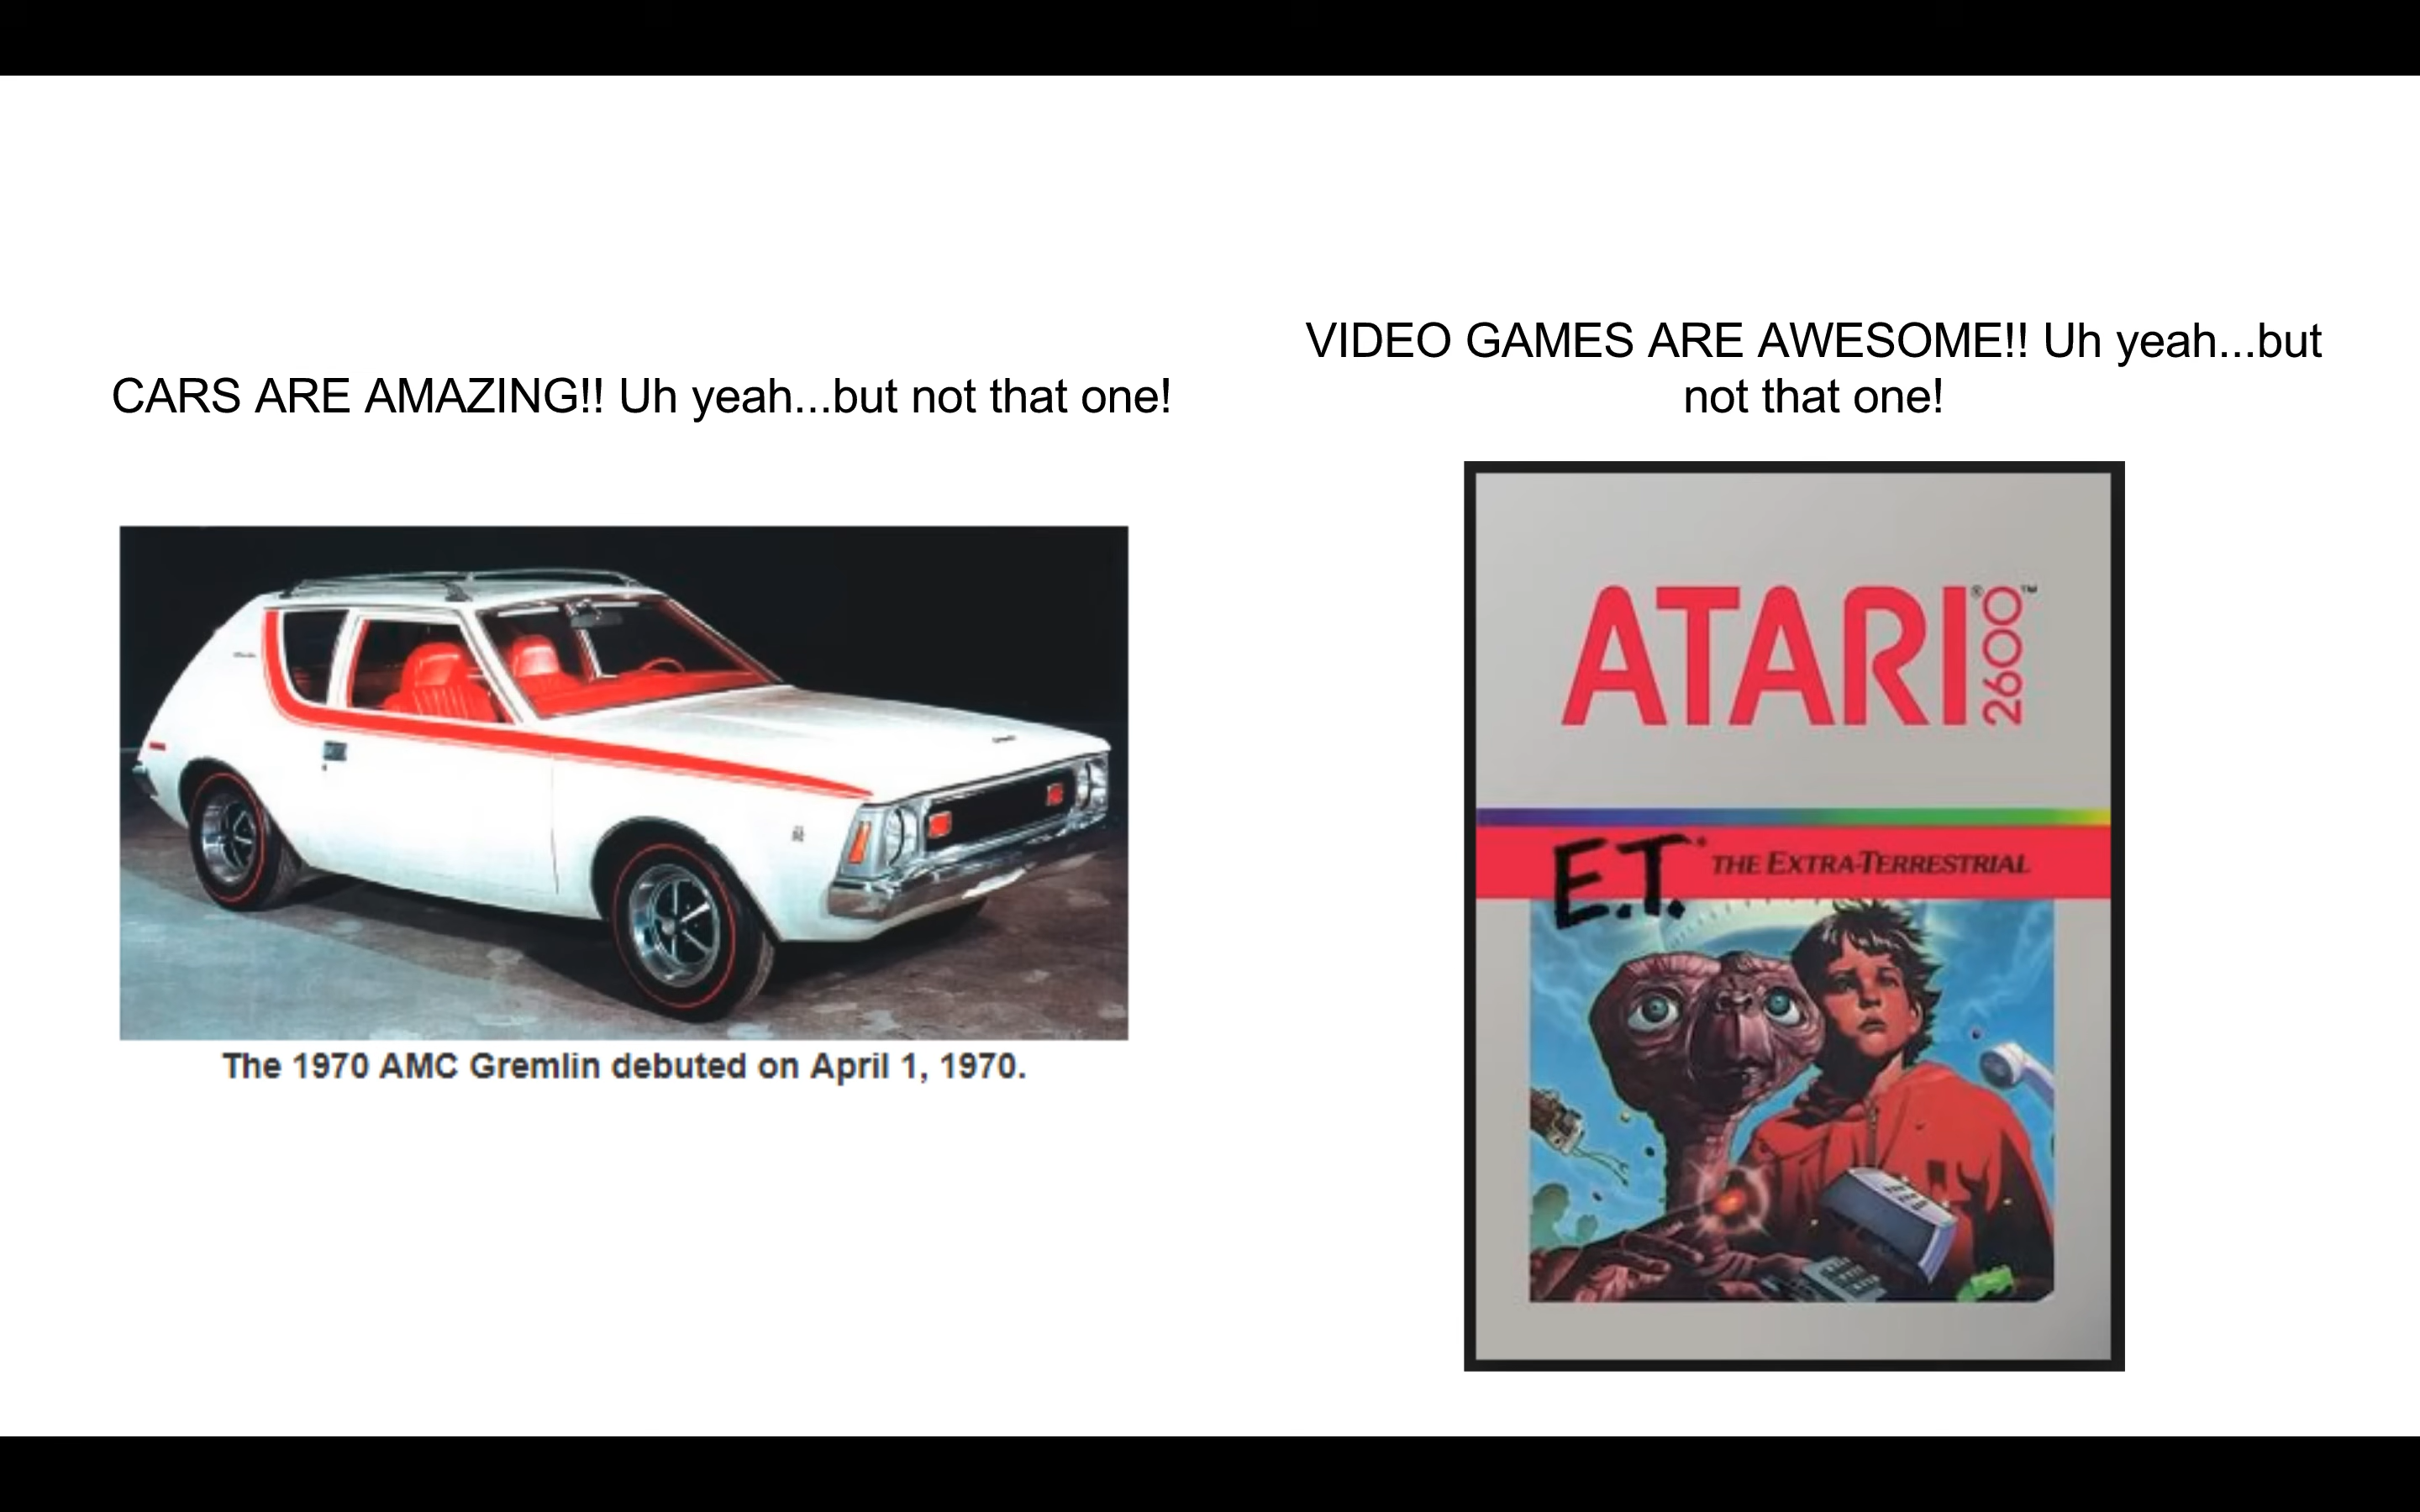 CARS ARE AMAZING!! Uh yeah...but not that one!
The 1970 AMC Gremlin debuted on April 1, 1970.
VIDEO GAMES ARE AWESOME!! Uh yeah...but
not that one!
ATARI® 2600™
E.T.* THE EXTRA-TERRESTRIAL